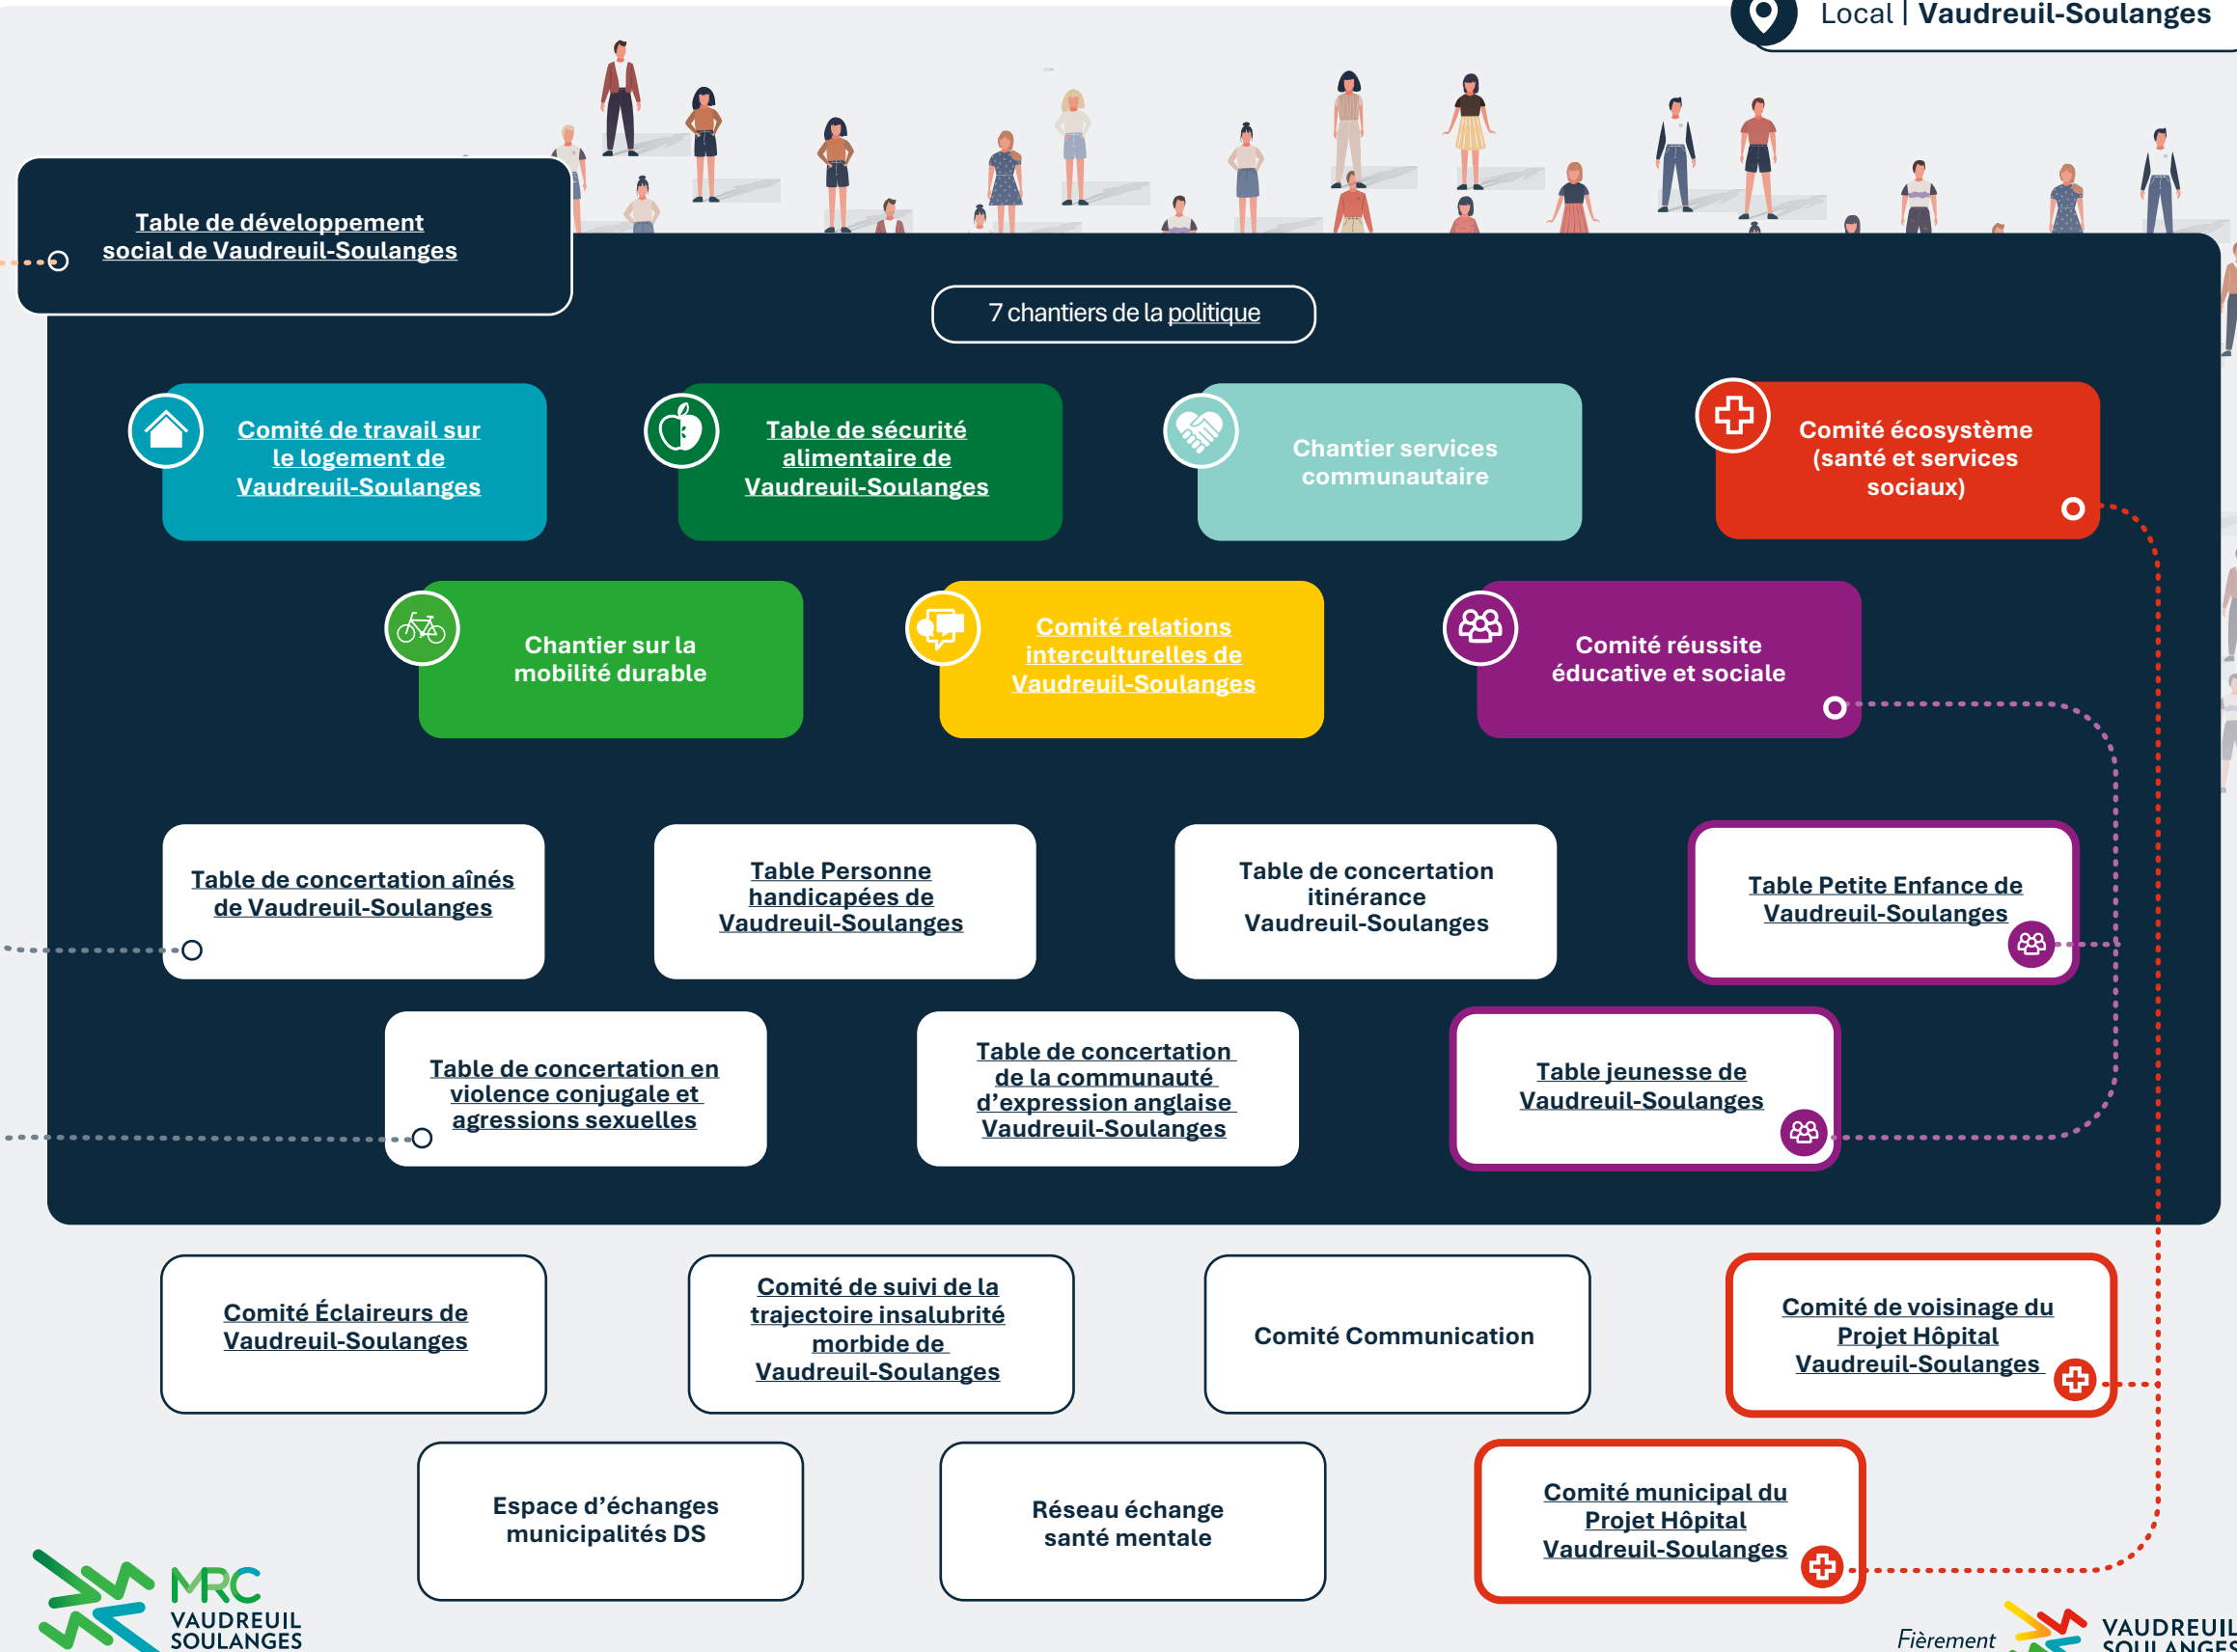 Local | Vaudreuil-Soulanges
Table de développement
social de Vaudreuil-Soulanges
7 chantiers de la politique
Comité de travail sur
le logement de
Vaudreuil-Soulanges
Table de sécurité
alimentaire de
Vaudreuil-Soulanges
Chantier services
communautaire
Comité écosystème
(santé et services
sociaux)
Chantier sur la
mobilité durable
Comité relations
interculturelles de
Vaudreuil-Soulanges
Comité réussite
éducative et sociale
Table de concertation aînés
de Vaudreuil-Soulanges
Table Personne
handicapées de
Vaudreuil-Soulanges
Table de concertation
itinérance
Vaudreuil-Soulanges
Table Petite Enfance de
Vaudreuil-Soulanges
Table de concertation en
violence conjugale et
agressions sexuelles
Table de concertation
de la communauté
d’expression anglaise
Vaudreuil-Soulanges
Table jeunesse de
Vaudreuil-Soulanges
Comité Éclaireurs de
Vaudreuil-Soulanges
Comité de suivi de la
trajectoire insalubrité
morbide de
Vaudreuil-Soulanges
Comité Communication
Comité de voisinage du
Projet Hôpital
Vaudreuil-Soulanges
Espace d’échanges
municipalités DS
Réseau échange
santé mentale
Comité municipal du
Projet Hôpital
Vaudreuil-Soulanges
MRC
VAUDREUIL
SOULANGES
Fièrement
VAUDREUIL
SOULANGES